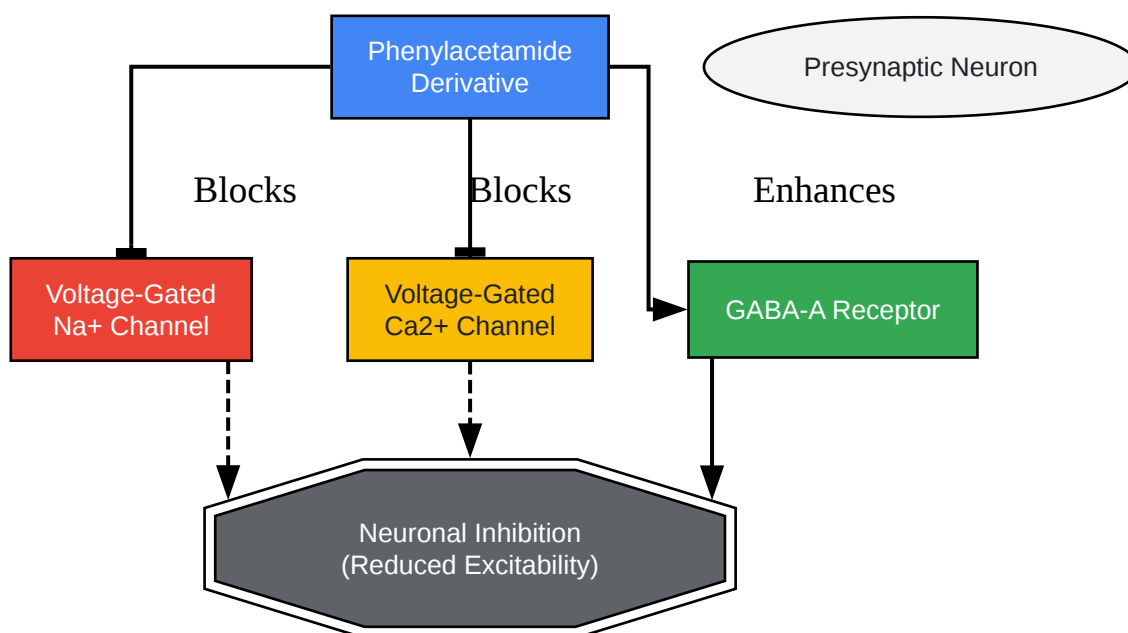 Phenylacetamide
Derivative
Presynaptic Neuron
Blocks
Blocks
Enhances
Voltage-Gated
Na+ Channel
Voltage-Gated
Ca2+ Channel
GABA-A Receptor
Neuronal Inhibition
(Reduced Excitability)